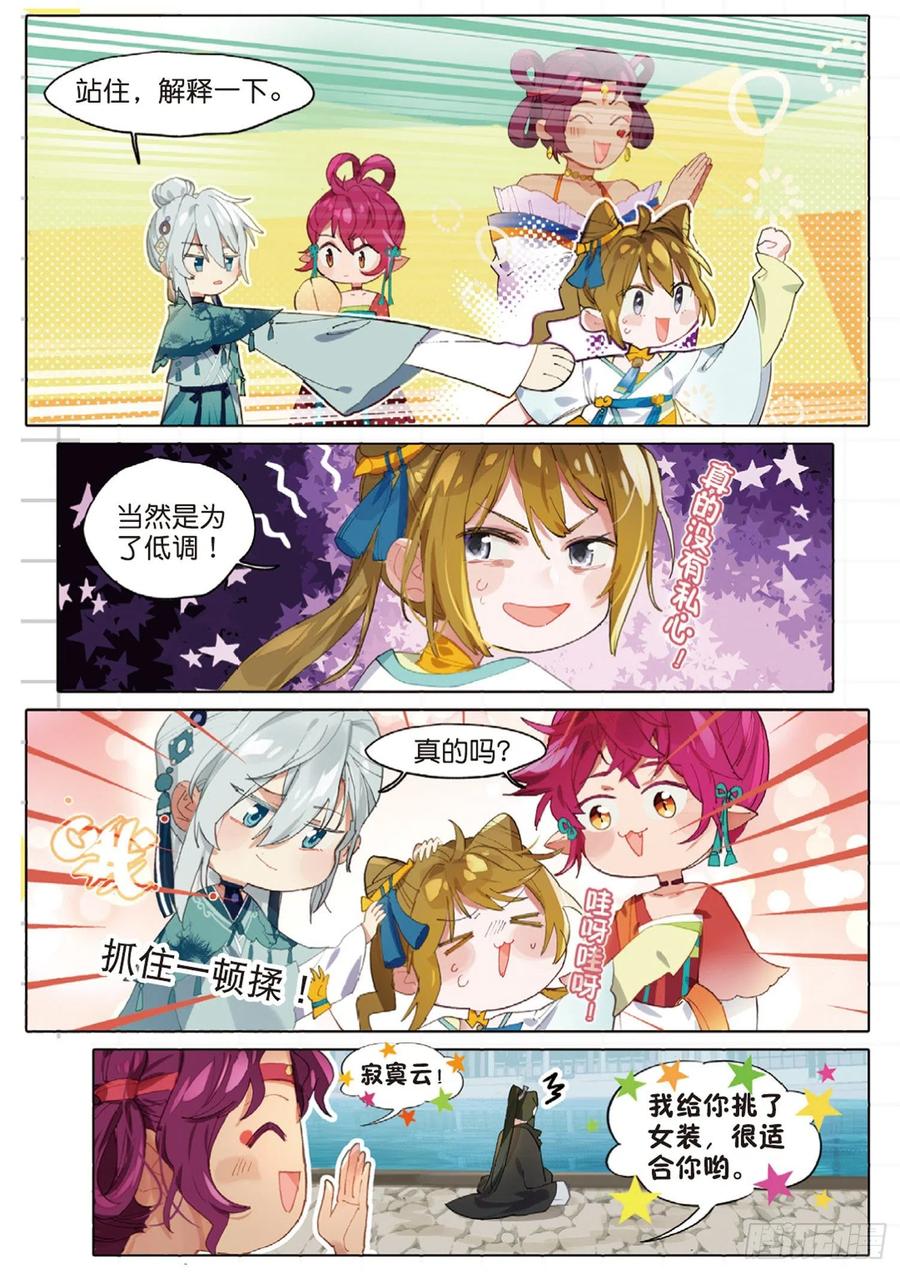 站住，解释一下。
当然是为
了低调！
真的没有私心！
真的吗？
抓住一顿揉！
哇呀哇呀！
寂寞云！
我给你挑了
女装，很适
合你哟。
腾讯动漫